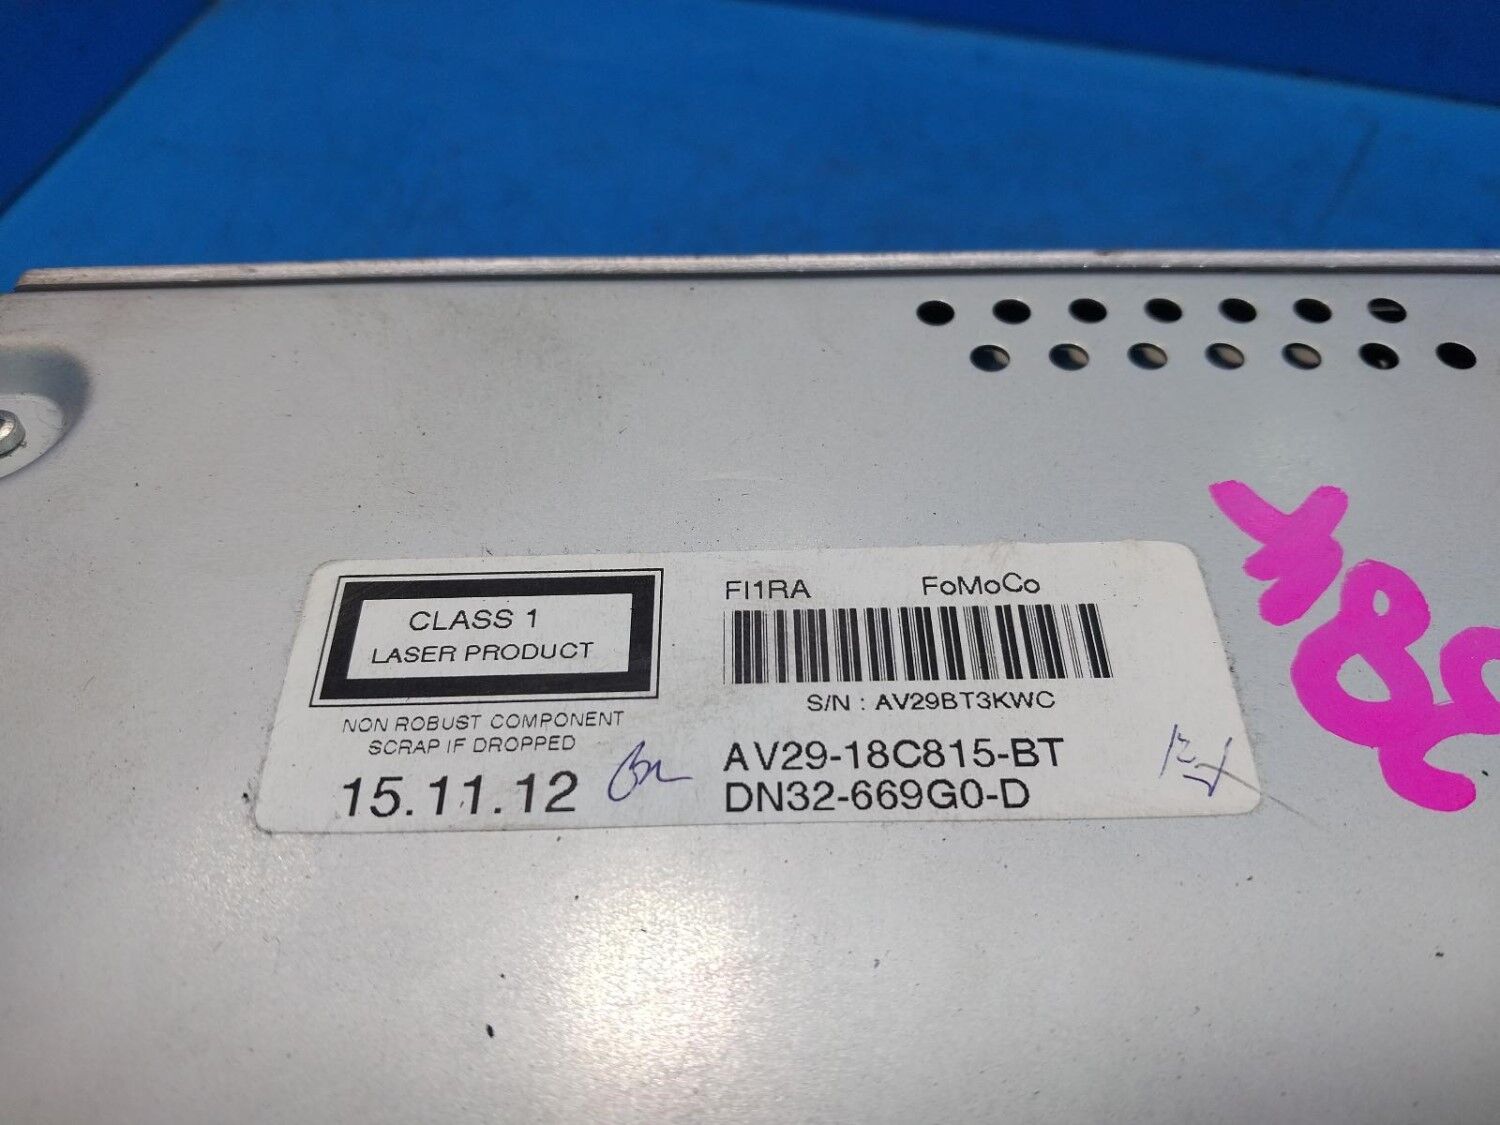 CLASS 1
LASER PRODUCT
NON ROBUST COMPONENT
SCRAP IF DROPPED
15.11.12
FI1RA FoMoCo
S/N : AV29BT3KWC
AV29-18C815-BT
DN32-669G0-D